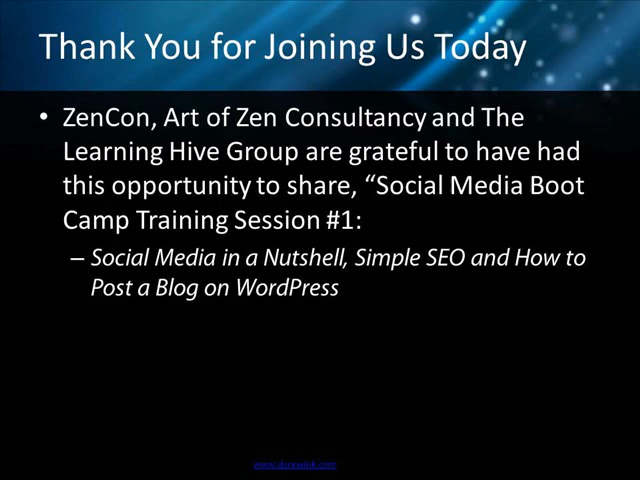 Thank You for Joining Us Today
• ZenCon, Art of Zen Consultancy and The
Learning Hive Group are grateful to have had
this opportunity to share, “Social Media Boot
Camp Training Session #1:
– Social Media in a Nutshell, Simple SEO and How to
Post a Blog on WordPress